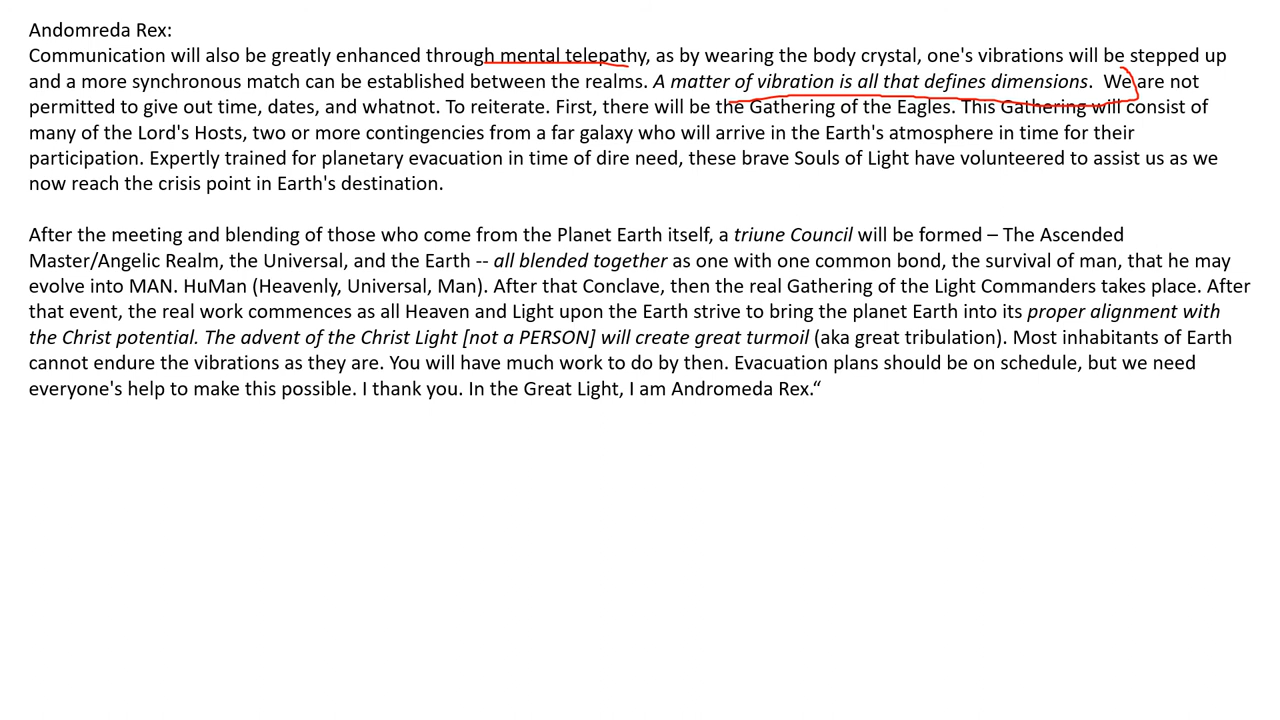 Andomreda Rex:
Communication will also be greatly enhanced through mental telepathy, as by wearing the body crystal, one's vibrations will be stepped up
and a more synchronous match can be established between the realms. A matter of vibration is all that defines dimensions.  We are not
permitted to give out time, dates, and whatnot. To reiterate. First, there will be the Gathering of the Eagles. This Gathering will consist of
many of the Lord's Hosts, two or more contingencies from a far galaxy who will arrive in the Earth's atmosphere in time for their
participation. Expertly trained for planetary evacuation in time of dire need, these brave Souls of Light have volunteered to assist us as we
now reach the crisis point in Earth's destination.

After the meeting and blending of those who come from the Planet Earth itself, a triune Council will be formed – The Ascended
Master/Angelic Realm, the Universal, and the Earth -- all blended together as one with one common bond, the survival of man, that he may
evolve into MAN. HuMan (Heavenly, Universal, Man). After that Conclave, then the real Gathering of the Light Commanders takes place. After
that event, the real work commences as all Heaven and Light upon the Earth strive to bring the planet Earth into its proper alignment with
the Christ potential. The advent of the Christ Light [not a PERSON] will create great turmoil (aka great tribulation). Most inhabitants of Earth
cannot endure the vibrations as they are. You will have much work to do by then. Evacuation plans should be on schedule, but we need
everyone's help to make this possible. I thank you. In the Great Light, I am Andromeda Rex.“